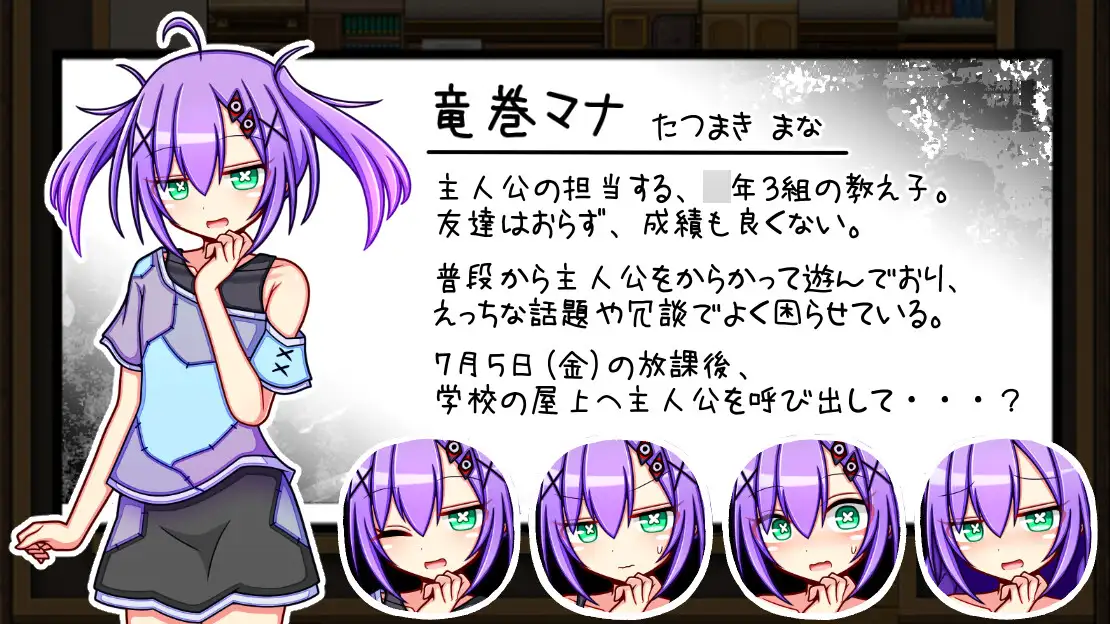 竜巻マナ たつまき まな
主人公の担当する、 年3組の教え子。
友達はおらず、成績も良くない。
普段から主人公をからかって遊んでおり、
えっちな話題や冗談でよく困らせている。
7月5日(金)の放課後、
学校の屋上へ主人公を呼び出して・・・?